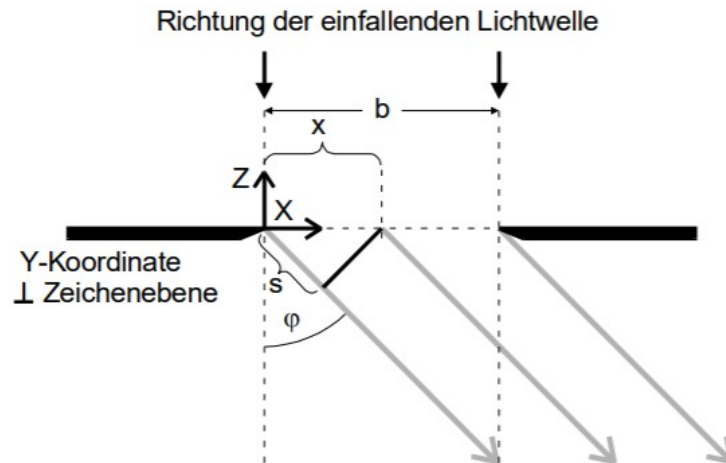 Richtung der einfallenden Lichtwelle
b
x
Z
X
Y-Koordinate
⊥ Zeichenebene
s
φ